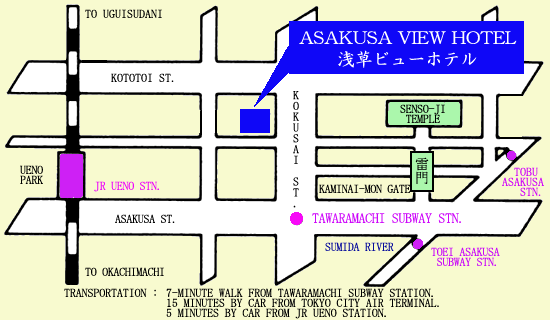 TO UGUISUDANI
ASAKUSA VIEW HOTEL
浅草ビューホテル
KOTOTOI ST.
KOKUSAI ST.
SENSO-JI
TEMPLE
雷門
UENO
PARK
JR UENO STN.
KAMINAI-MON GATE
TOBU
ASAKUSA
STN.
ASAKUSA ST.
TAWARAMACHI SUBWAY STN.
SUMIDA RIVER
TOEI ASAKUSA
SUBWAY STN.
TO OKACHIMACHI
TRANSPORTATION : 7-MINUTE WALK FROM TAWARAMACHI SUBWAY STATION.
15 MINUTES BY CAR FROM TOKYO CITY AIR TERMINAL.
5 MINUTES BY CAR FROM JR UENO STATION.